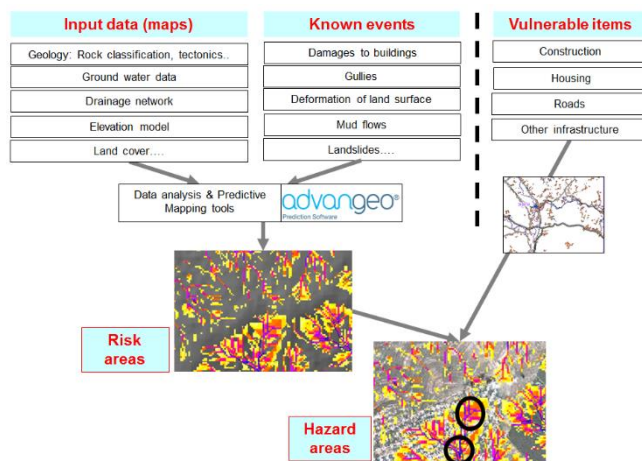 Input data (maps)
Known events
Vulnerable items
Geology: Rock classification, tectonics..
Ground water data
Drainage network
Elevation model
Land cover....
Damages to buildings
Gullies
Deformation of land surface
Mud flows
Landslides....
Construction
Housing
Roads
Other infrastructure
Data analysis & Predictive
Mapping tools
advangeo®
Prediction Software
Risk
areas
Hazard
areas